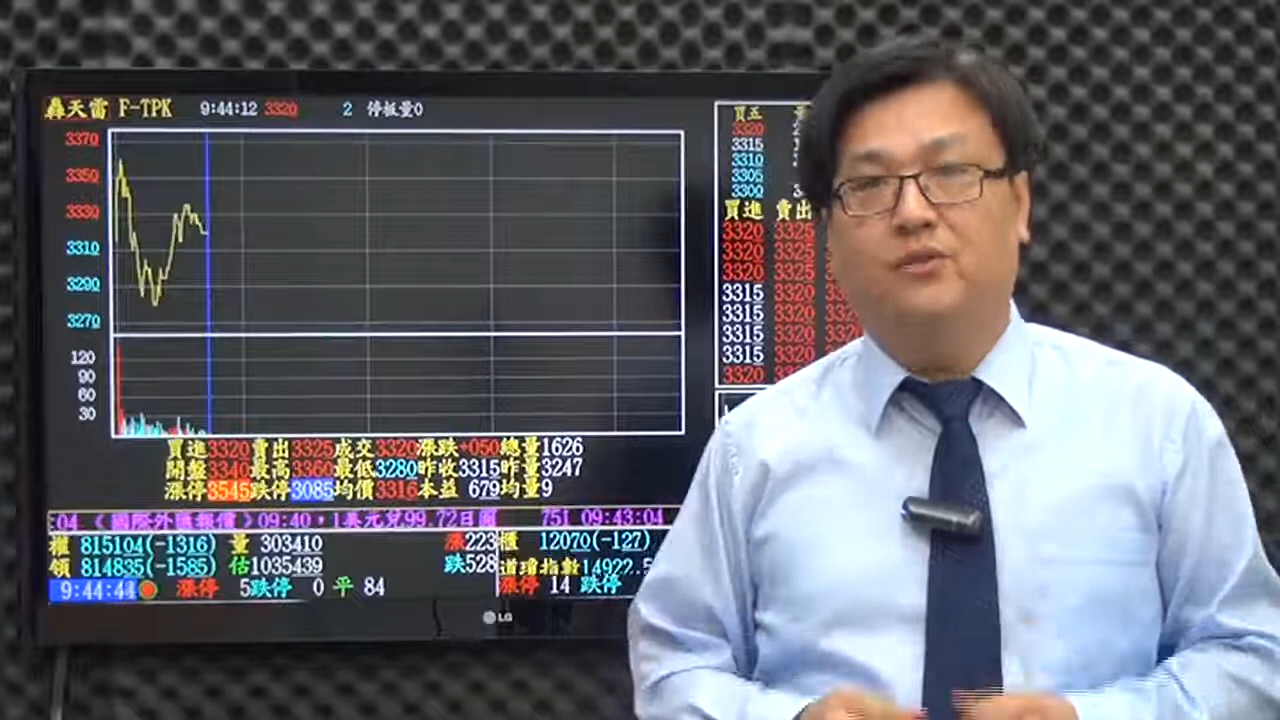 轟天雷 F-TPK 9:44:12 3320 2 停板量0
3370
3350
3330
3310
3290
3270
120
90
60
30
買五
3320
3315
3310
3305
3300
買進 賣出
3320 3325
3320 3325
3320 3325
3315 3320
3315 3320
3315 3320
3315 3320
3320
買進3320賣出3325成交3320漲跌+050總量1626
開盤3340最高3360最低3280昨收3315昨量3247
漲停3545跌停3085均價3316本益 679均量9
:04 《國際外匯報價》09:40,1美元兌99.72日圓 751 09:43:04
權 815104(-1316) 量 303410 漲223 櫃 12070(-127)
領 814835(-1585) 估1035439 跌528 道瓊指數14922.5
9:44:44 漲停 5跌停 0 平 84 漲停 14 跌停
LG